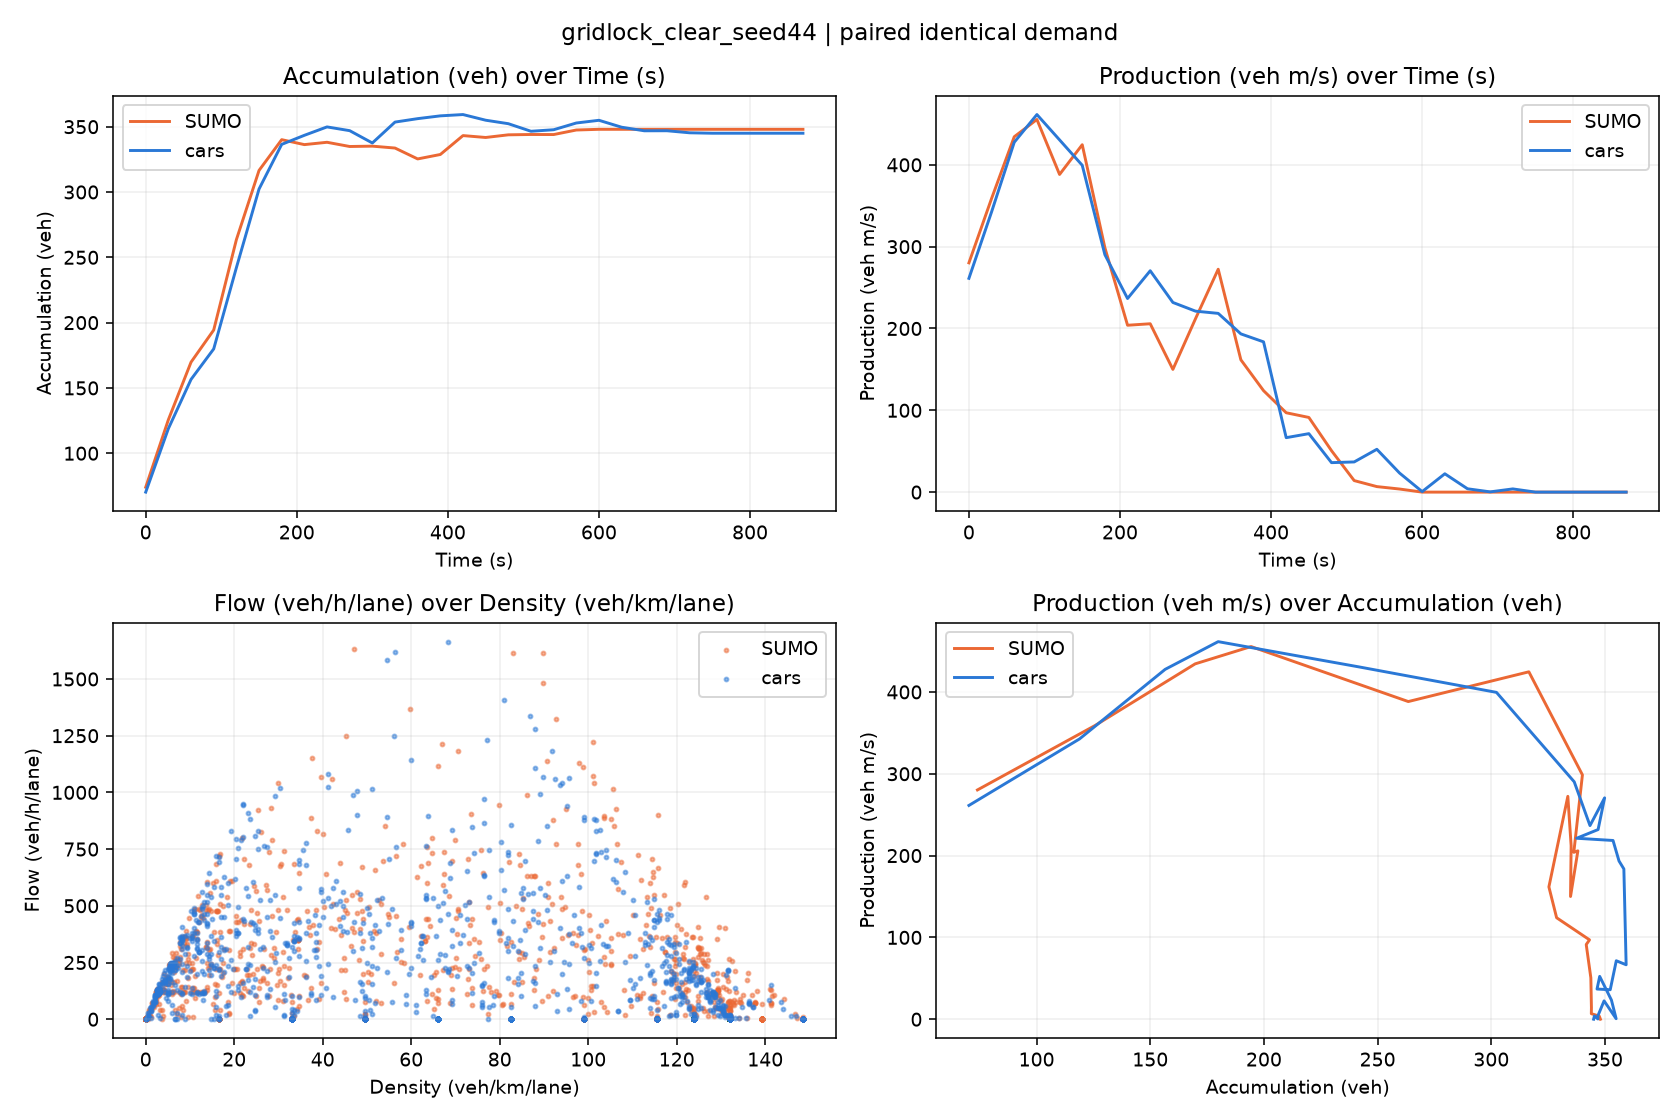 gridlock_clear_seed44 | paired identical demand
Accumulation (veh) over Time (s)
Accumulation (veh)
350
300
250
200
150
100
SUMO
cars
0 200 400 600 800
Time (s)
Production (veh m/s) over Time (s)
Production (veh m/s)
400
300
200
100
0
SUMO
cars
0 200 400 600 800
Time (s)
Flow (veh/h/lane) over Density (veh/km/lane)
Flow (veh/h/lane)
1500
1250
1000
750
500
250
0
SUMO
cars
0 20 40 60 80 100 120 140
Density (veh/km/lane)
Production (veh m/s) over Accumulation (veh)
Production (veh m/s)
400
300
200
100
0
SUMO
cars
100 150 200 250 300 350
Accumulation (veh)